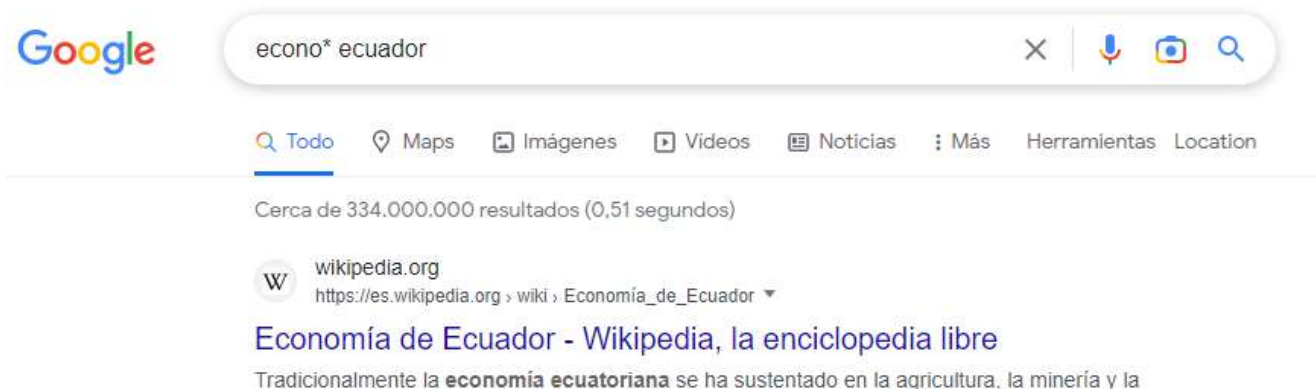 Google
econo* ecuador
Todo Maps Imágenes Vídeos Noticias Más Herramientas Location
Cerca de 334.000.000 resultados (0,51 segundos)
W
wikipedia.org
https://es.wikipedia.org › wiki › Economía_de_Ecuador
Economía de Ecuador - Wikipedia, la enciclopedia libre
Tradicionalmente la economía ecuatoriana se ha sustentado en la agricultura, la minería y la